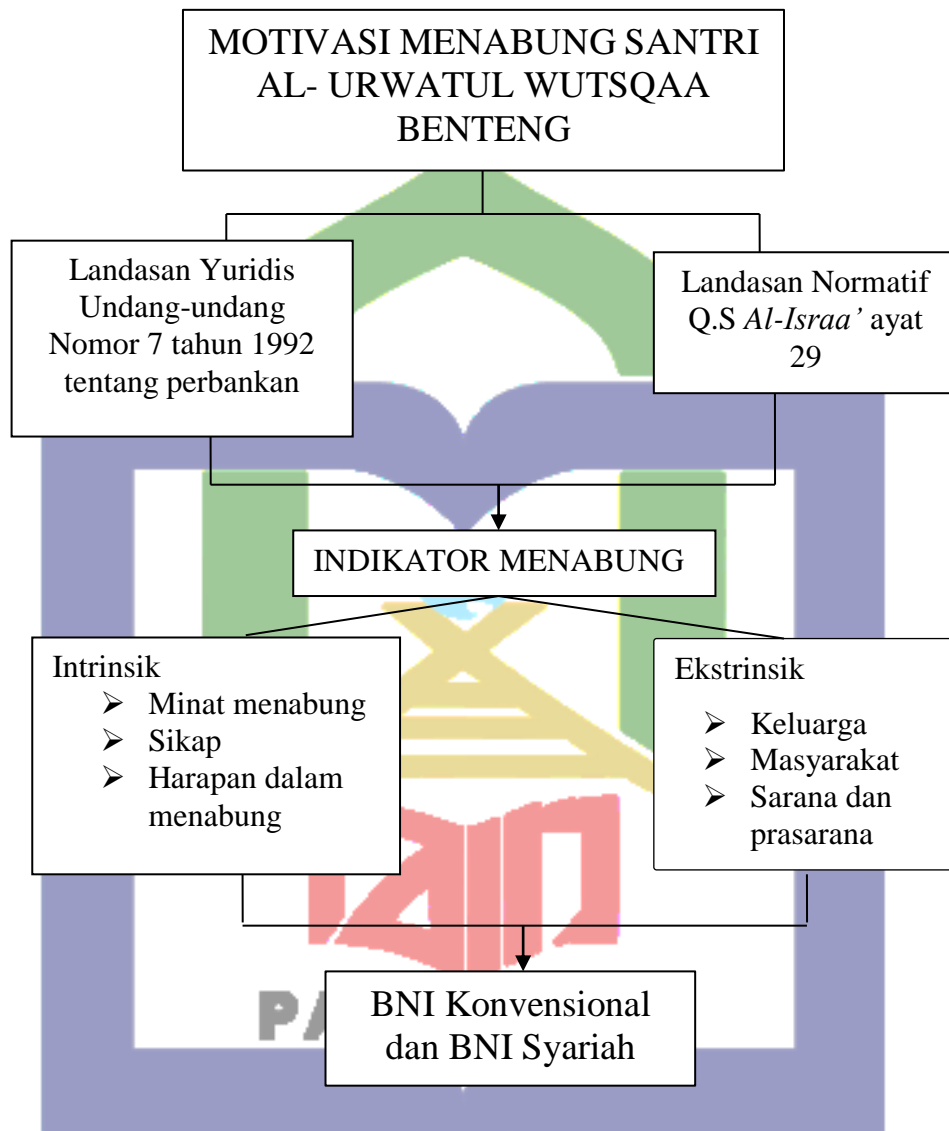 MOTIVASI MENABUNG SANTRI
AL- URWATUL WUTSQAA
BENTENG
Landasan Yuridis
Undang-undang
Nomor 7 tahun 1992
tentang perbankan
Landasan Normatif
Q.S Al-Israa’ ayat
29
INDIKATOR MENABUNG
Intrinsik
➢ Minat menabung
➢ Sikap
➢ Harapan dalam
menabung
Ekstrinsik
➢ Keluarga
➢ Masyarakat
➢ Sarana dan
prasarana
BNI Konvensional
dan BNI Syariah